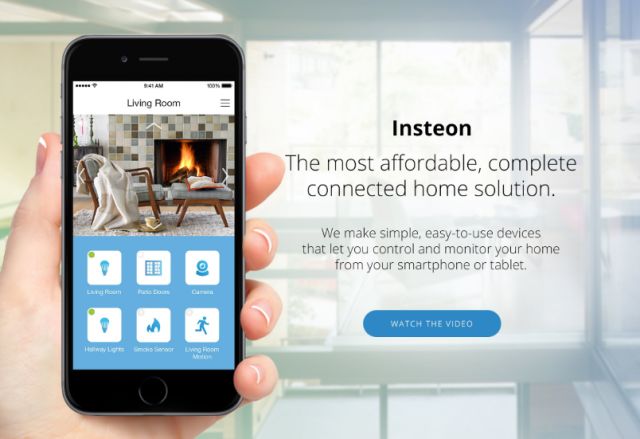 9:41 AM
100%
Living Room
Living Room
Patio Doors
Camera
Hallway Lights
Smoke Sensor
Living Room
Motion
Insteon
The most affordable, complete
connected home solution.
We make simple, easy-to-use devices
that let you control and monitor your home
from your smartphone or tablet.
WATCH THE VIDEO